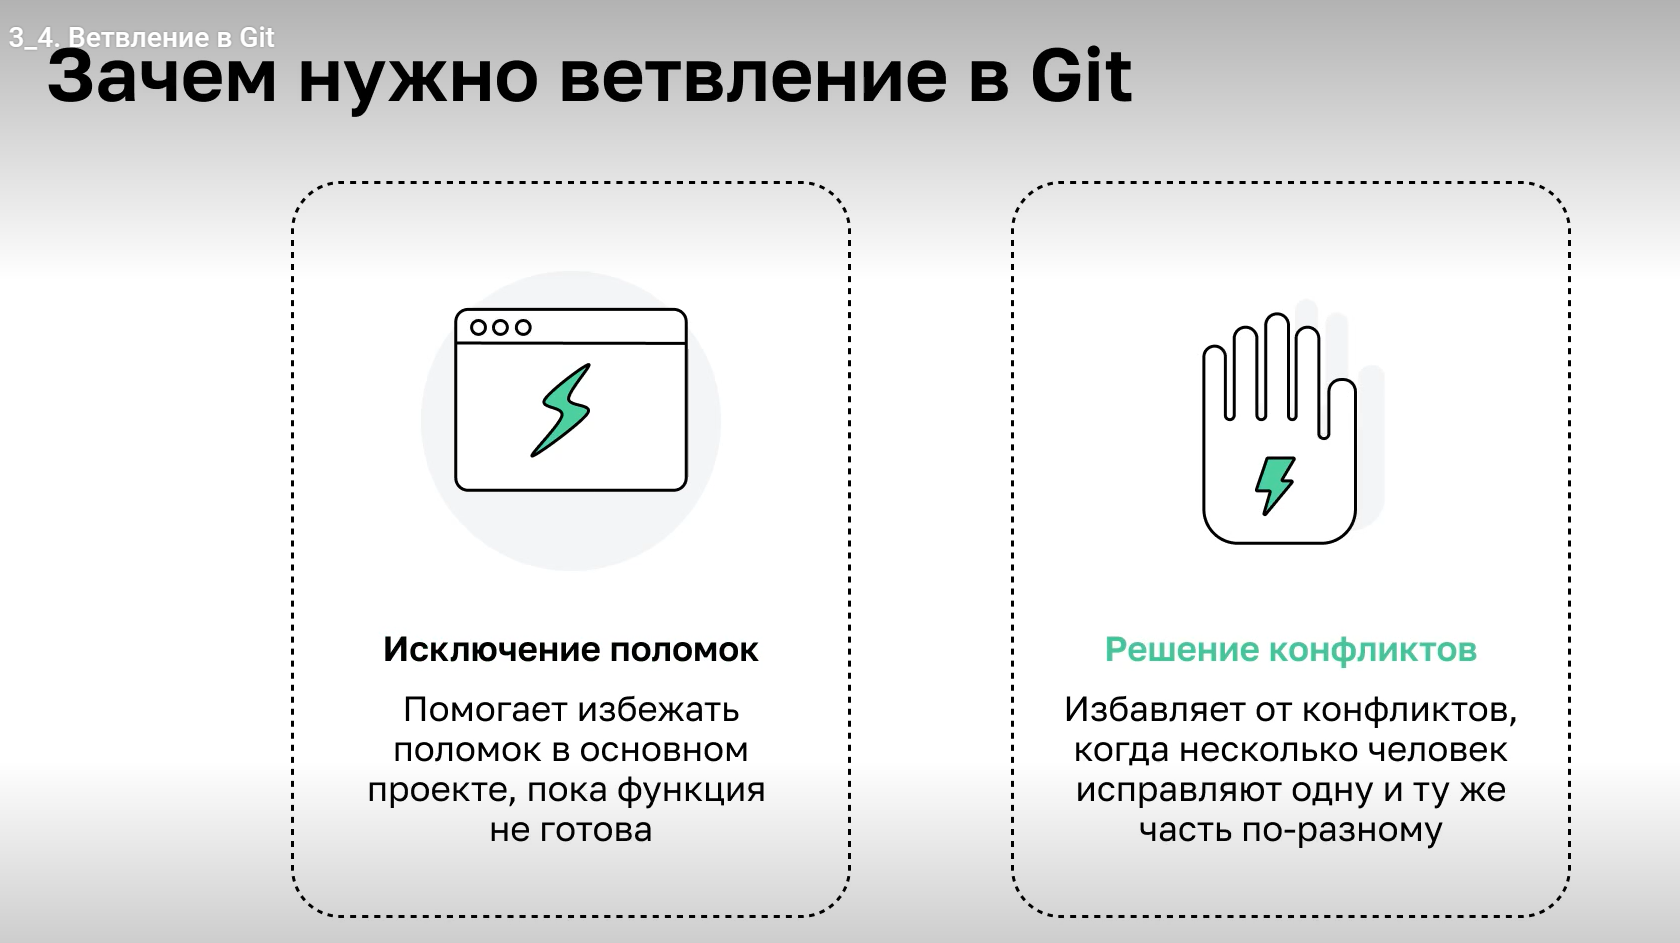 3_4. Ветвление в Git
Зачем нужно ветвление в Git
Исключение поломок
Помогает избежать
поломок в основном
проекте, пока функция
не готова
Решение конфликтов
Избавляет от конфликтов,
когда несколько человек
исправляют одну и ту же
часть по-разному